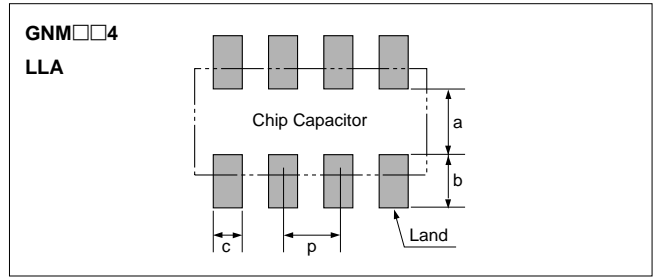 GNM□□4
LLA
Chip Capacitor
a
b
c
p
Land